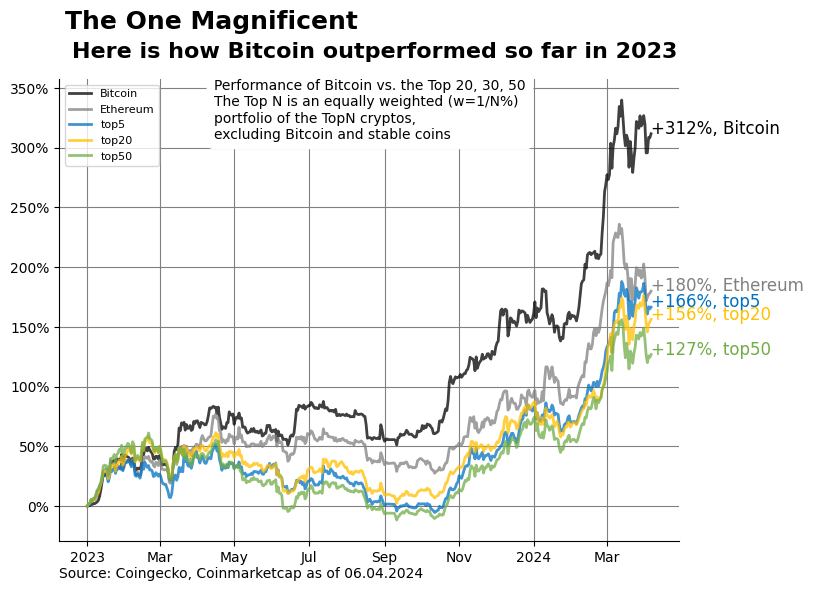 The One Magnificent
Here is how Bitcoin outperformed so far in 2023
350%
300%
250%
200%
150%
100%
50%
0%
Bitcoin
Ethereum
top5
top20
top50
Performance of Bitcoin vs. the Top 20, 30, 50
The Top N is an equally weighted (w=1/N%)
portfolio of the TopN cryptos,
excluding Bitcoin and stable coins
+312%, Bitcoin
+180%, Ethereum
+166%, top5
+156%, top20
+127%, top50
2023 Mar May Jul Sep Nov 2024 Mar
Source: Coingecko, Coinmarketcap as of 06.04.2024